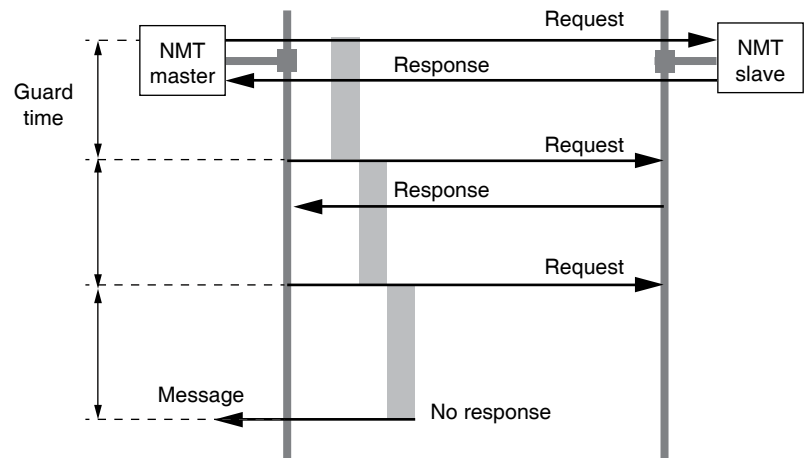 Request
NMT
master
NMT
slave
Response
Guard
time
Request
Response
Request
Message
No response